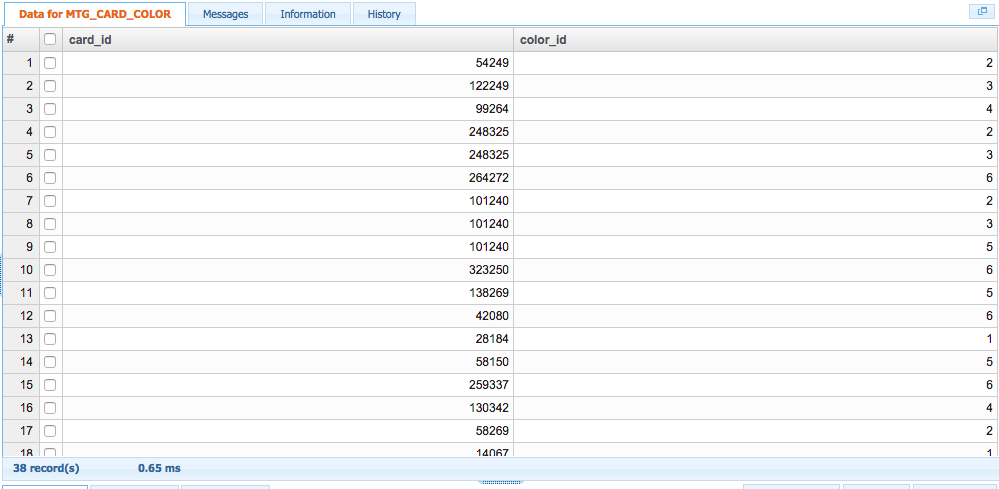 Data for MTG_CARD_COLOR Messages Information History
# card_id color_id
1 54249 2
2 122249 3
3 99264 4
4 248325 2
5 248325 3
6 264272 6
7 101240 2
8 101240 3
9 101240 5
10 323250 6
11 138269 5
12 42080 6
13 28184 1
14 58150 5
15 259337 6
16 130342 4
17 58269 2
18 14067 1
38 record(s) 0.65 ms